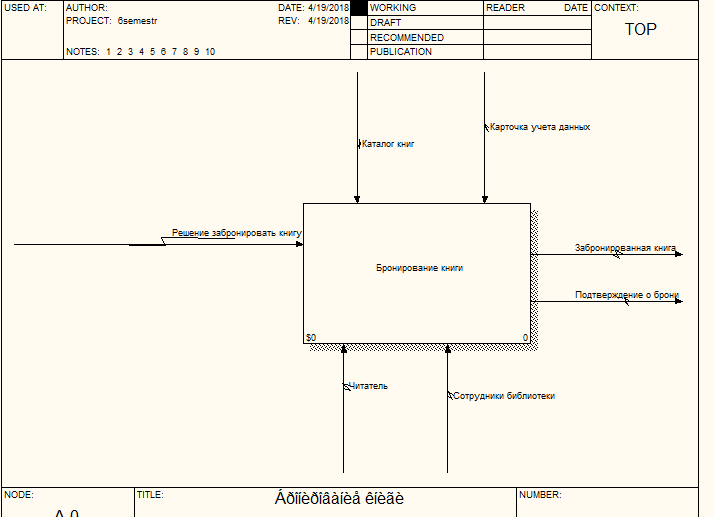 USED AT: AUTHOR: DATE: 4/19/2018 WORKING READER DATE CONTEXT:
PROJECT: 6semestr REV: 4/19/2018 DRAFT TOP
RECOMMENDED
NOTES: 1 2 3 4 5 6 7 8 9 10 PUBLICATION
Карточка учета данных
Каталог книг
Решение забронировать книгу
Забронированная книга
Бронирование книги
Подтверждение о брони
$0 0
Читатель
Сотрудники библиотеки
NODE: TITLE: Áðîíèðîâàíèå êíèãè NUMBER:
A-0